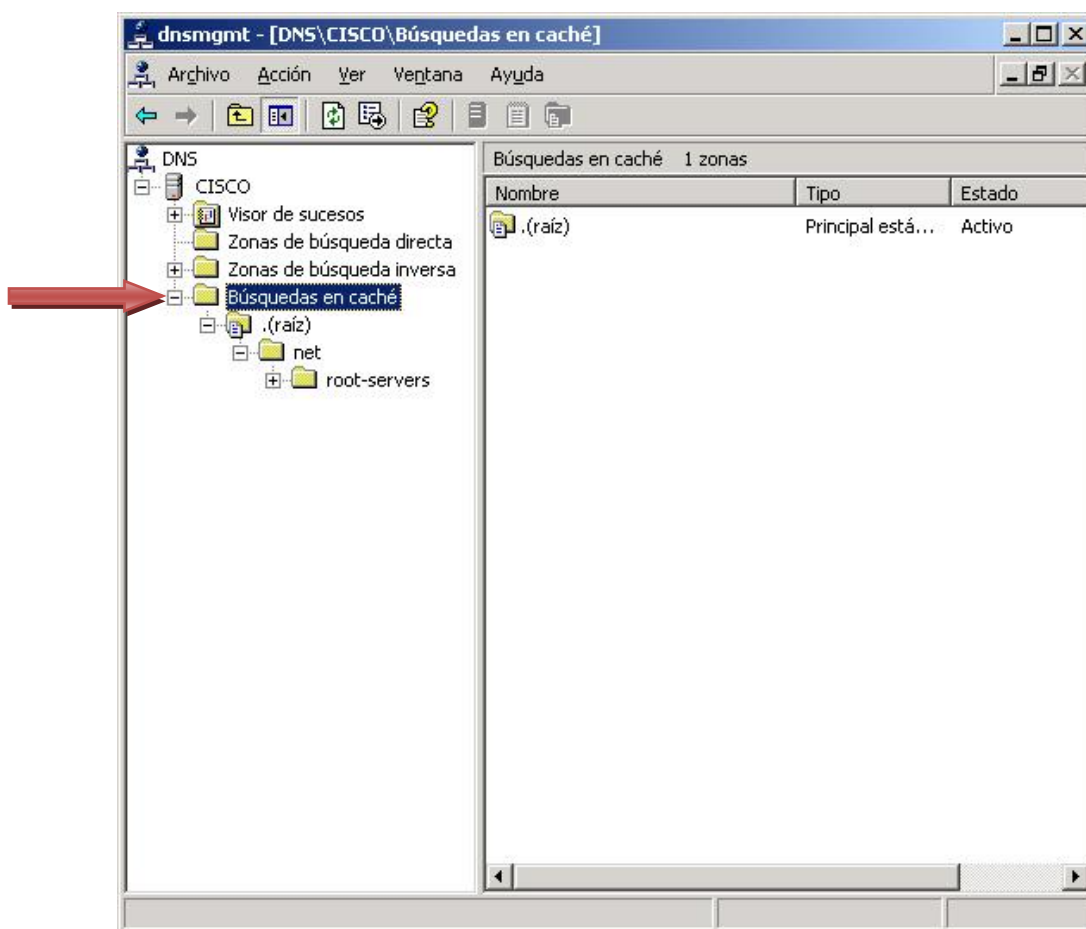 dnsmgmt - [DNS\CISCO\Búsquedas en caché]
Archivo Acción Ver Ventana Ayuda
DNS
CISCO
Visor de sucesos
Zonas de búsqueda directa
Zonas de búsqueda inversa
Búsquedas en caché
.(raíz)
net
root-servers
Búsquedas en caché 1 zonas
Nombre Tipo Estado
.(raíz) Principal está... Activo